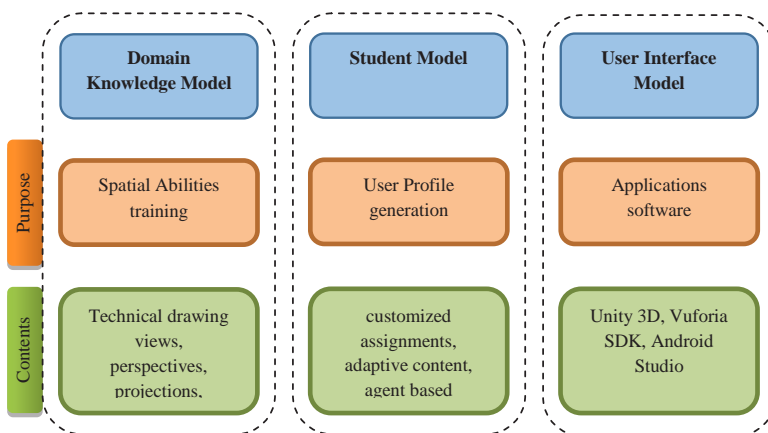 Domain
Knowledge Model
Student Model
User Interface
Model
Purpose
Spatial Abilities
training
User Profile
generation
Applications
software
Contents
Technical drawing
views,
perspectives,
projections,
customized
assignments,
adaptive content,
agent based
Unity 3D, Vuforia
SDK, Android
Studio